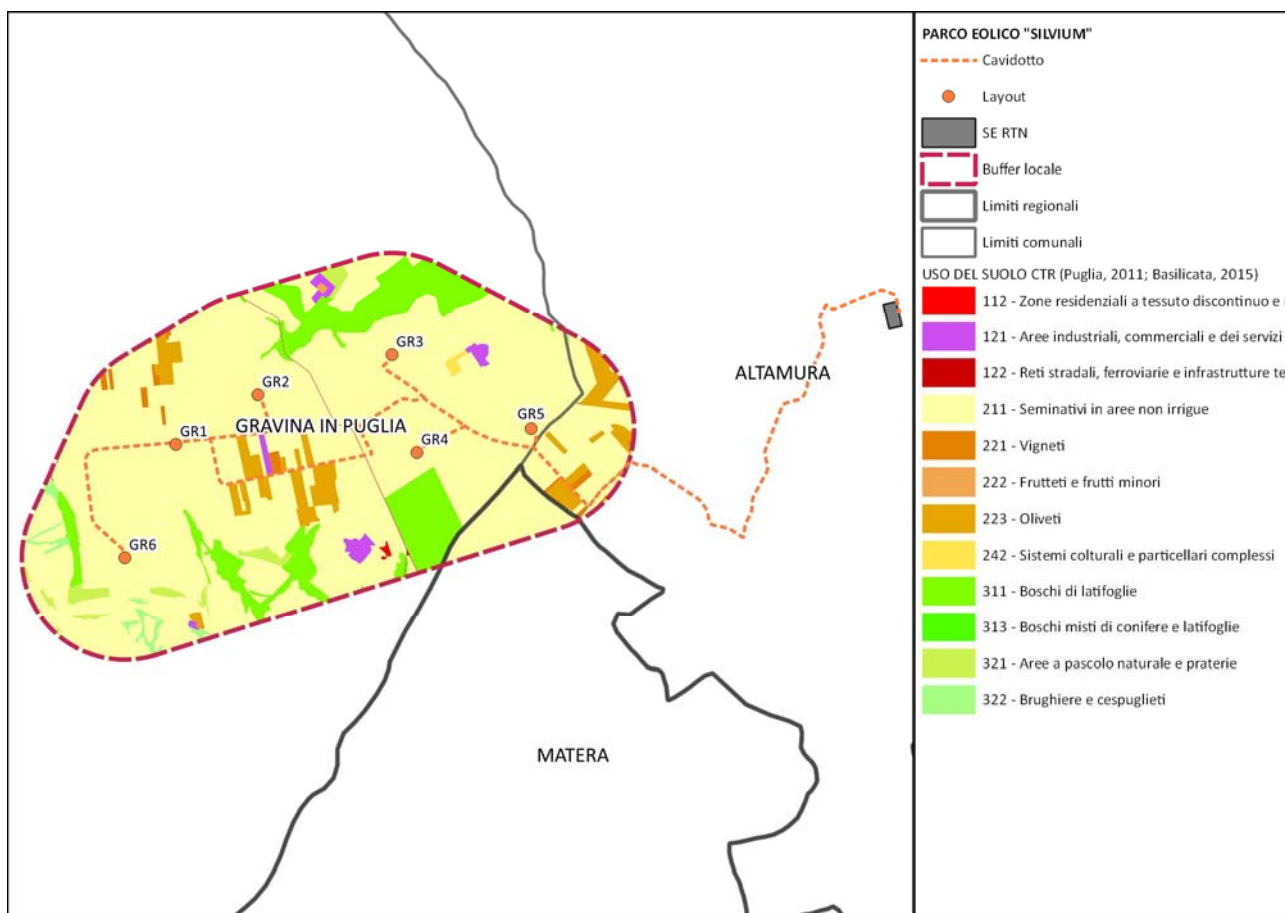 GR3
GR2
ALTAMURA
GR5
GRAVINA IN PUGLIA
GR1
GR4
GR6
MATERA
PARCO EOLICO "SILVIUM"
Cavidotto
Layout
SE RTN
Buffer locale
Limiti regionali
Limiti comunali
USO DEL SUOLO CTR (Puglia, 2011; Basilicata, 2015)
112 - Zone residenziali a tessuto discontinuo e
121 - Aree industriali, commerciali e dei servizi
122 - Reti stradali, ferroviarie e infrastrutture te
211 - Seminativi in aree non irrigue
221 - Vigneti
222 - Frutteti e frutti minori
223 - Oliveti
242 - Sistemi colturali e particellari complessi
311 - Boschi di latifoglie
313 - Boschi misti di conifere e latifoglie
321 - Aree a pascolo naturale e praterie
322 - Brughiere e cespuglieti